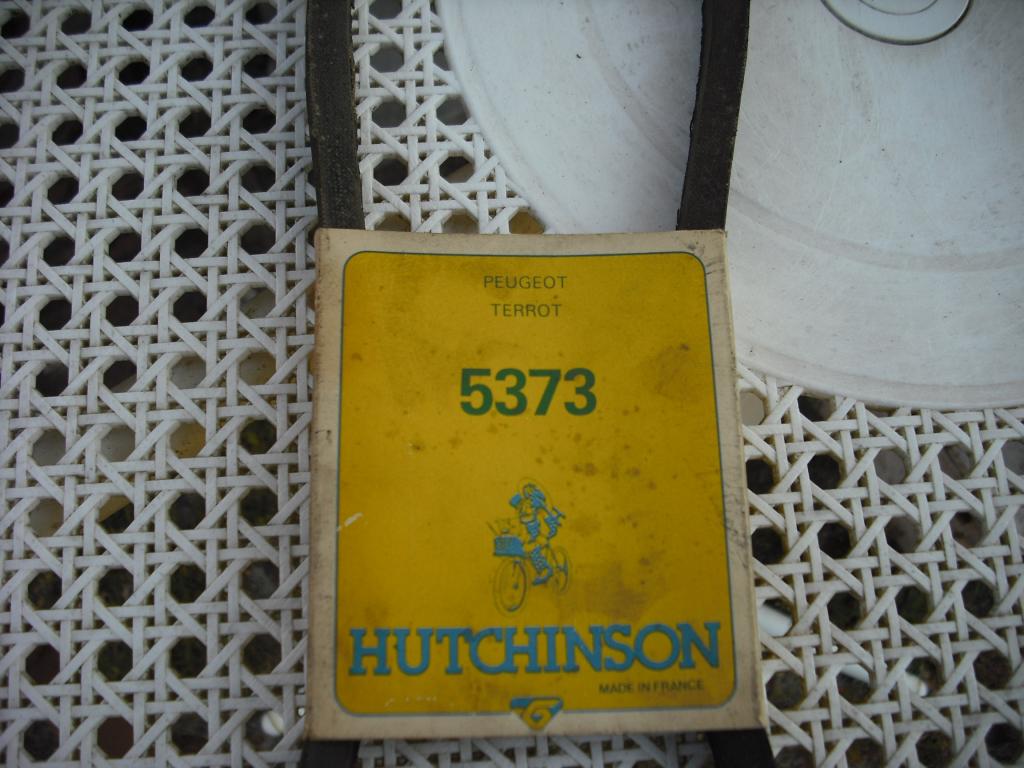 PEUGEOT
TERROT
5373
HUTCHINSON
MADE IN FRANCE